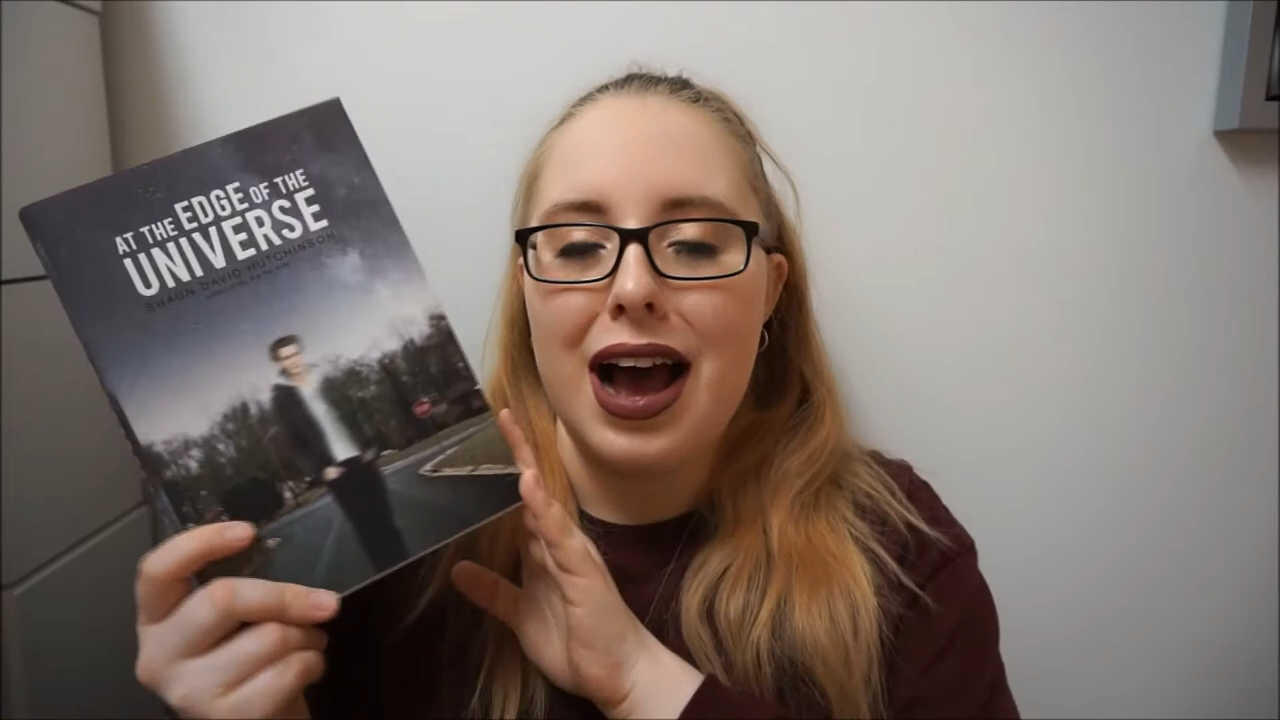 AT THE EDGE OF THE
UNIVERSE
SHAUN DAVID HUTCHINSON